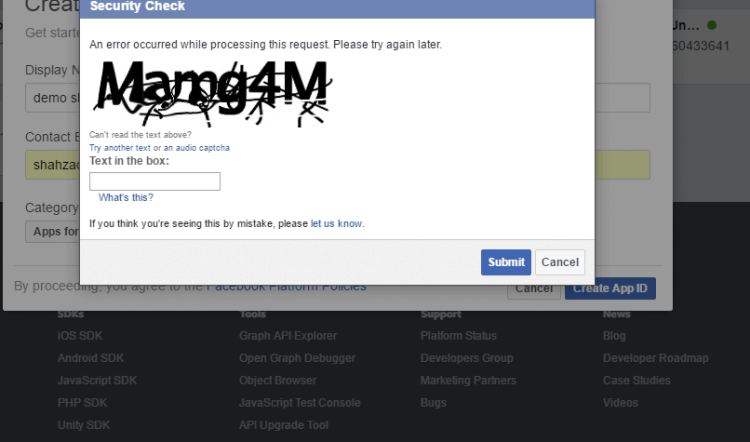 Creat
Security Check
Get starte
An error occurred while processing this request. Please try again later.
Un...
60433641
Display N
demo s
Can't read the text above?
Try another text or an audio captcha
Text in the box:
Contact E
shahza
What's this?
Category
Apps for
If you think you're seeing this by mistake, please let us know.
Submit Cancel
By proceeding, you agree to the Facebook Platform Policies
Cancel Create App ID
SDKs Tools Support News
iOS SDK Graph API Explorer Platform Status Blog
Android SDK Open Graph Debugger Developers Group Developer Roadmap
JavaScript SDK Object Browser Marketing Partners Case Studies
PHP SDK JavaScript Test Console Bugs Videos
Unity SDK API Upgrade Tool